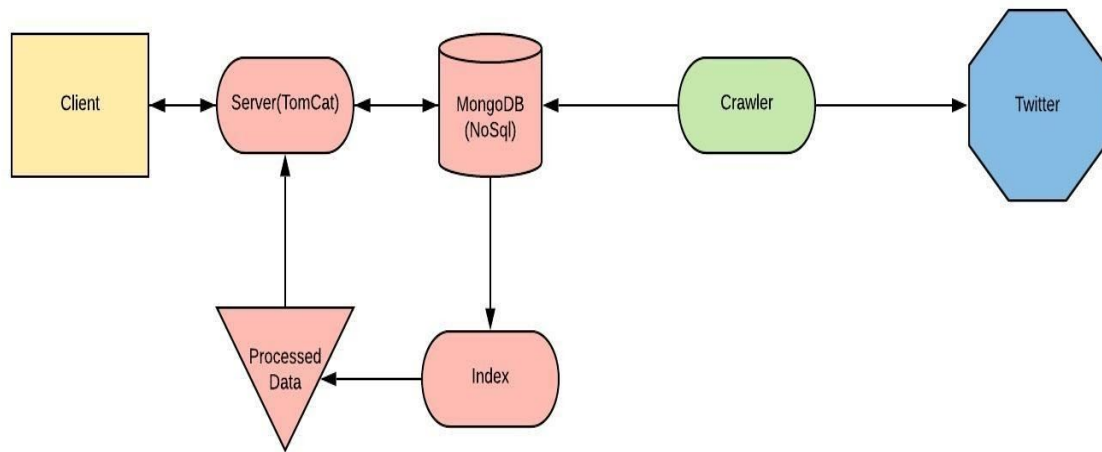 Client
Server(TomCat)
MongoDB
(NoSql)
Crawler
Twitter
Processed
Data
Index